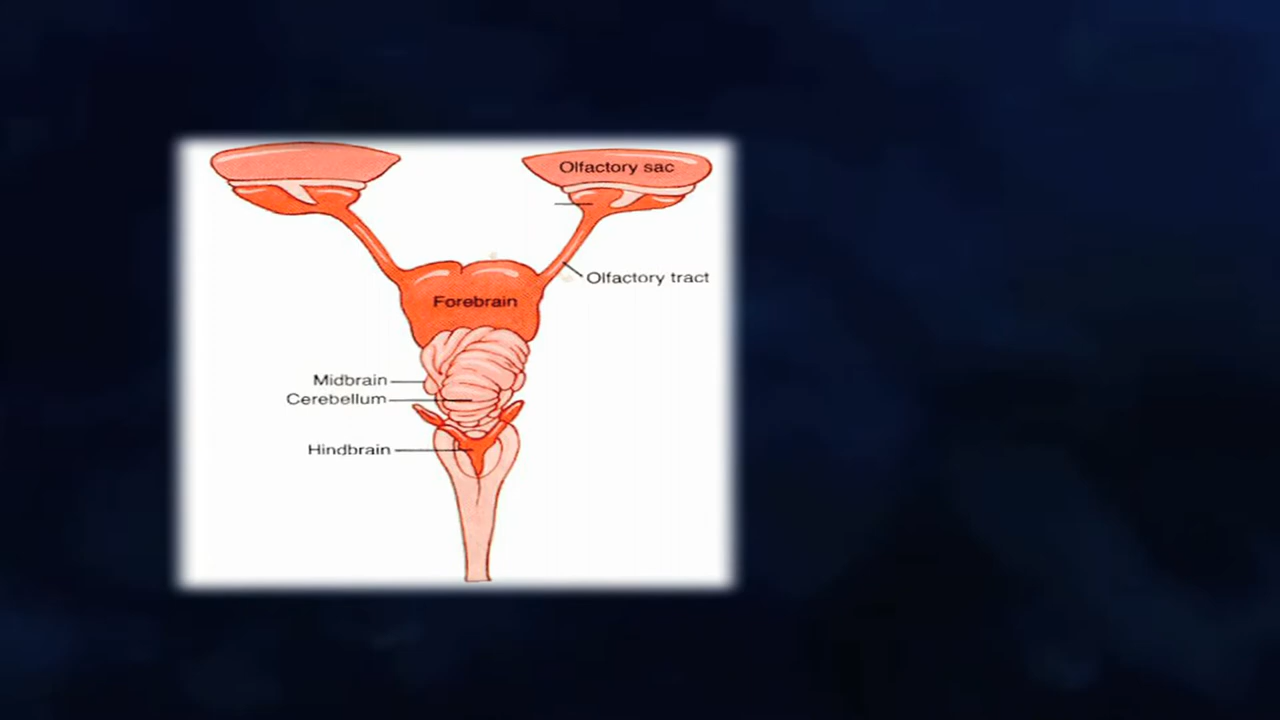 Olfactory sac
Olfactory tract
Forebrain
Midbrain
Cerebellum
Hindbrain